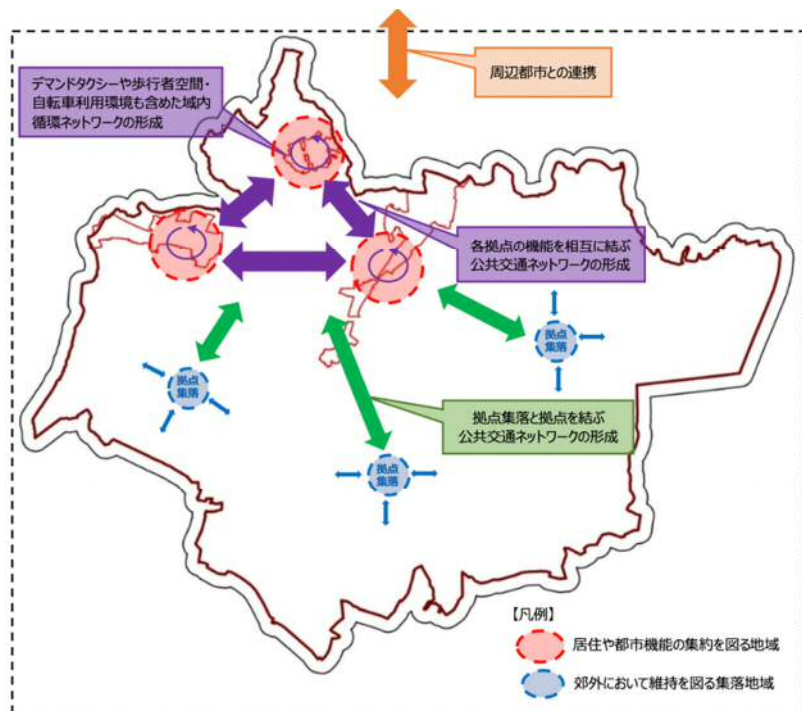 周辺都市との連携
デマンドタクシーや歩行者空間・
自転車利用環境も含めた域内
循環ネットワークの形成
各拠点の機能を相互に結ぶ
公共交通ネットワークの形成
拠点
集落
拠点
集落
拠点集落と拠点を結ぶ
公共交通ネットワークの形成
拠点
集落
【凡例】
居住や都市機能の集約を図る地域
郊外において維持を図る集落地域